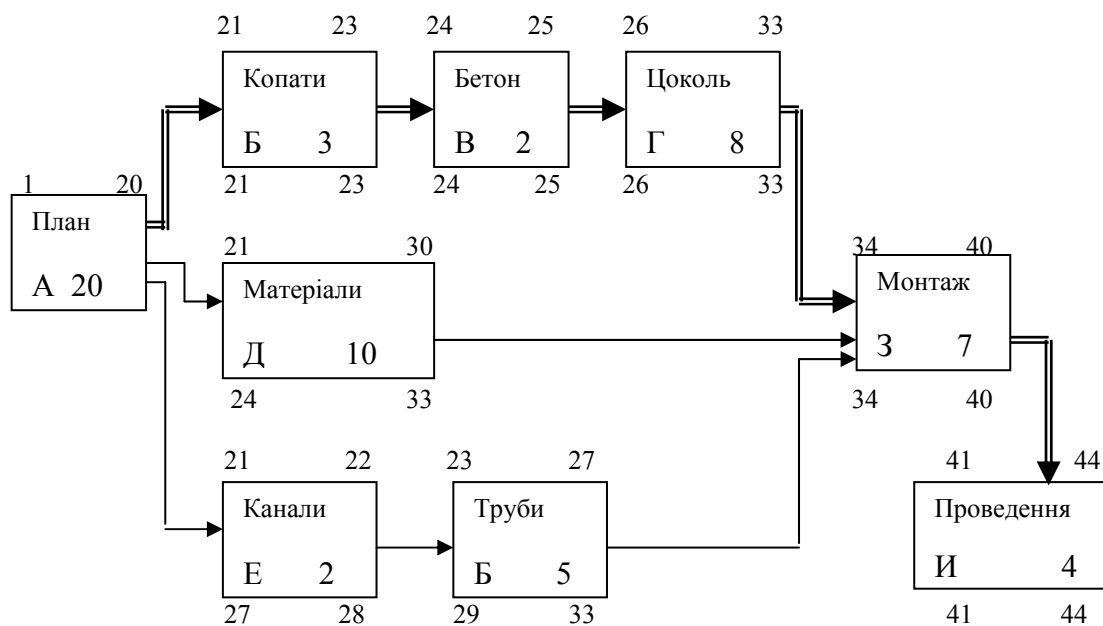 21 23 24 25 26 33
Копати Бетон Цоколь
Б 3 В 2 Г 8
21 23 24 25 26 33
1 20
План
А 20
21 30
Матеріали
Д 10
24 33
34 40
Монтаж
З 7
34 40
21 22 23 27
Канали Труби
Е 2 Б 5
27 28 29 33
41 44
Проведення
И 4
41 44